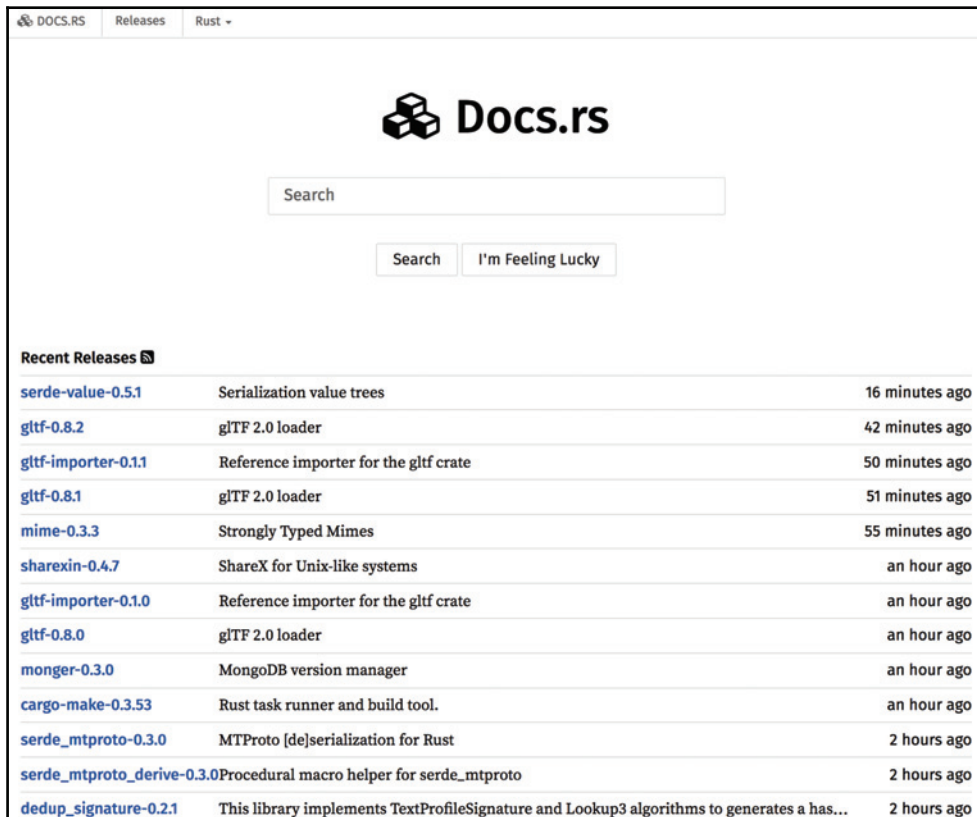 DOCS.RS Releases Rust
Docs.rs
Search
Search I'm Feeling Lucky
Recent Releases
serde-value-0.5.1 Serialization value trees 16 minutes ago
gltf-0.8.2 glTF 2.0 loader 42 minutes ago
gltf-importer-0.1.1 Reference importer for the gltf crate 50 minutes ago
gltf-0.8.1 glTF 2.0 loader 51 minutes ago
mime-0.3.3 Strongly Typed Mimes 55 minutes ago
sharexin-0.4.7 ShareX for Unix-like systems an hour ago
gltf-importer-0.1.0 Reference importer for the gltf crate an hour ago
gltf-0.8.0 glTF 2.0 loader an hour ago
monger-0.3.0 MongoDB version manager an hour ago
cargo-make-0.3.53 Rust task runner and build tool. an hour ago
serde_mtproto-0.3.0 MTProto [de]serialization for Rust 2 hours ago
serde_mtproto_derive-0.3.0 Procedural macro helper for serde_mtproto 2 hours ago
dedup_signature-0.2.1 This library implements TextProfileSignature and Lookup3 algorithms to generates a has... 2 hours ago